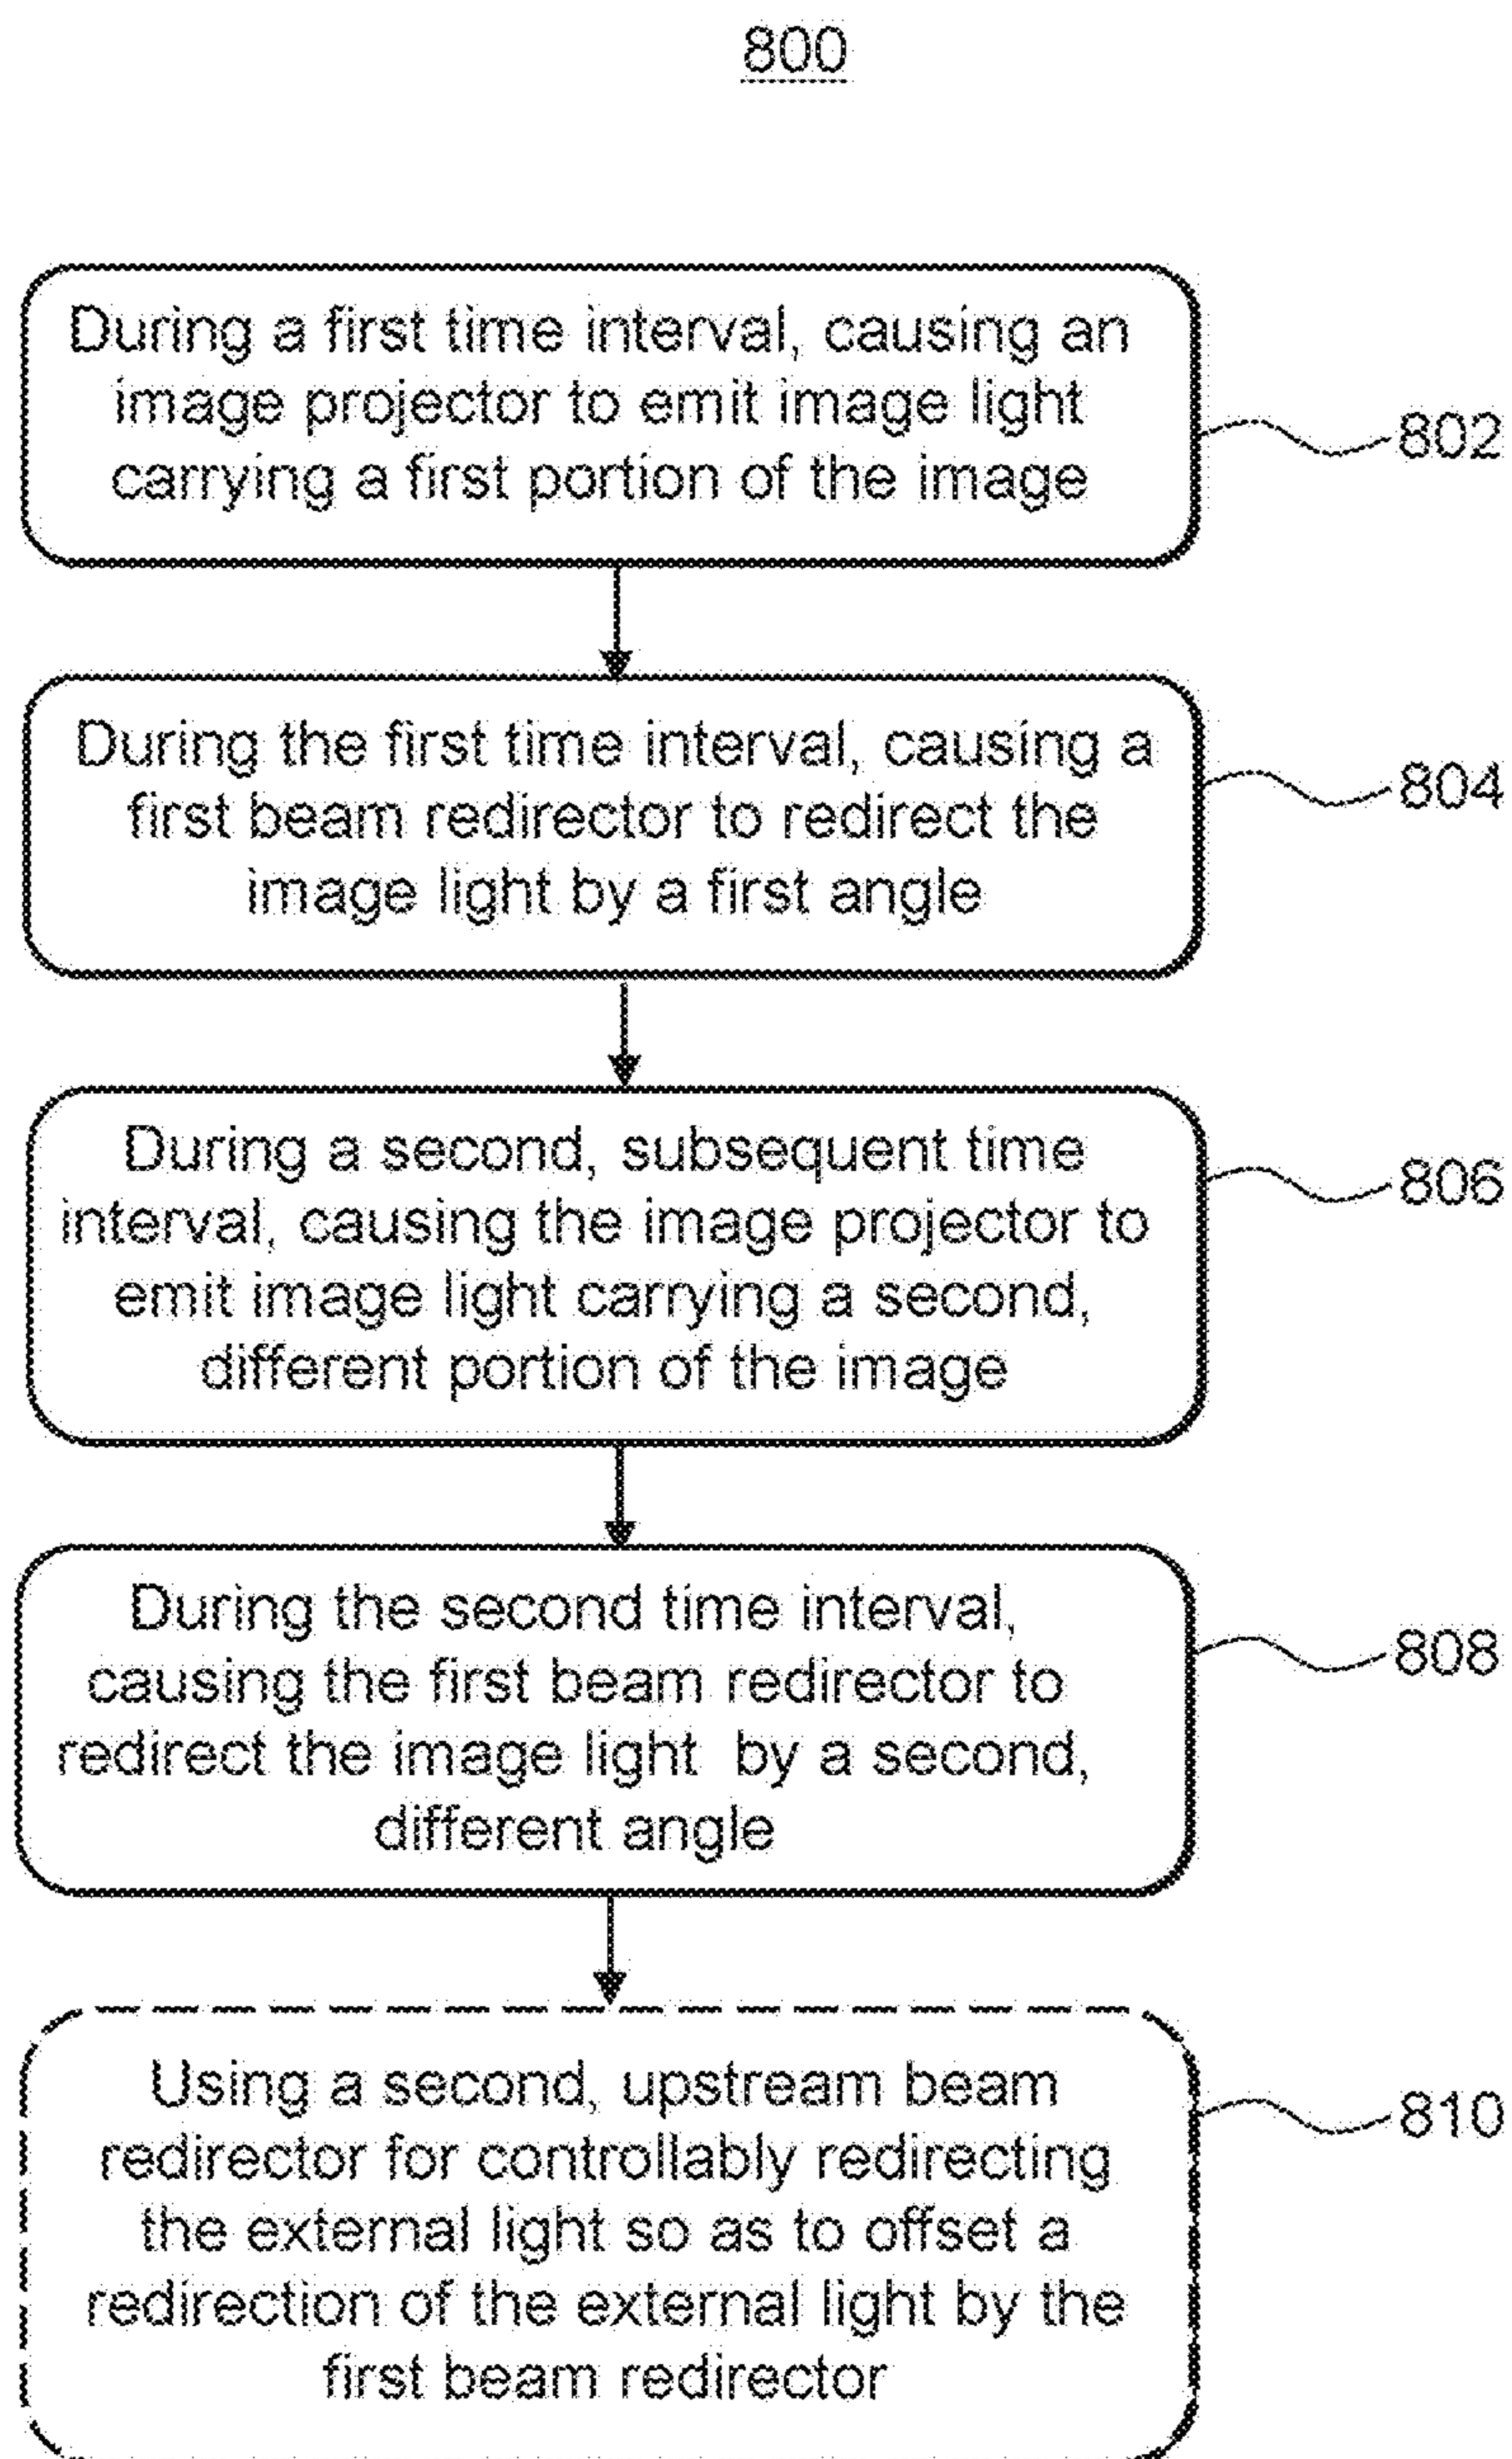 800
During a first time interval, causing an
image projector to emit image light
carrying a first portion of the image
802
During the first time interval, causing a
first beam redirector to redirect the
image light by a first angle
804
During a second, subsequent time
interval, causing the image projector to
emit image light carrying a second,
different portion of the image
806
During the second time interval,
causing the first beam redirector to
redirect the image light by a second,
different angle
808
Using a second, upstream beam
redirector for controllably redirecting
the external light so as to offset a
redirection of the external light by the
first beam redirector
810